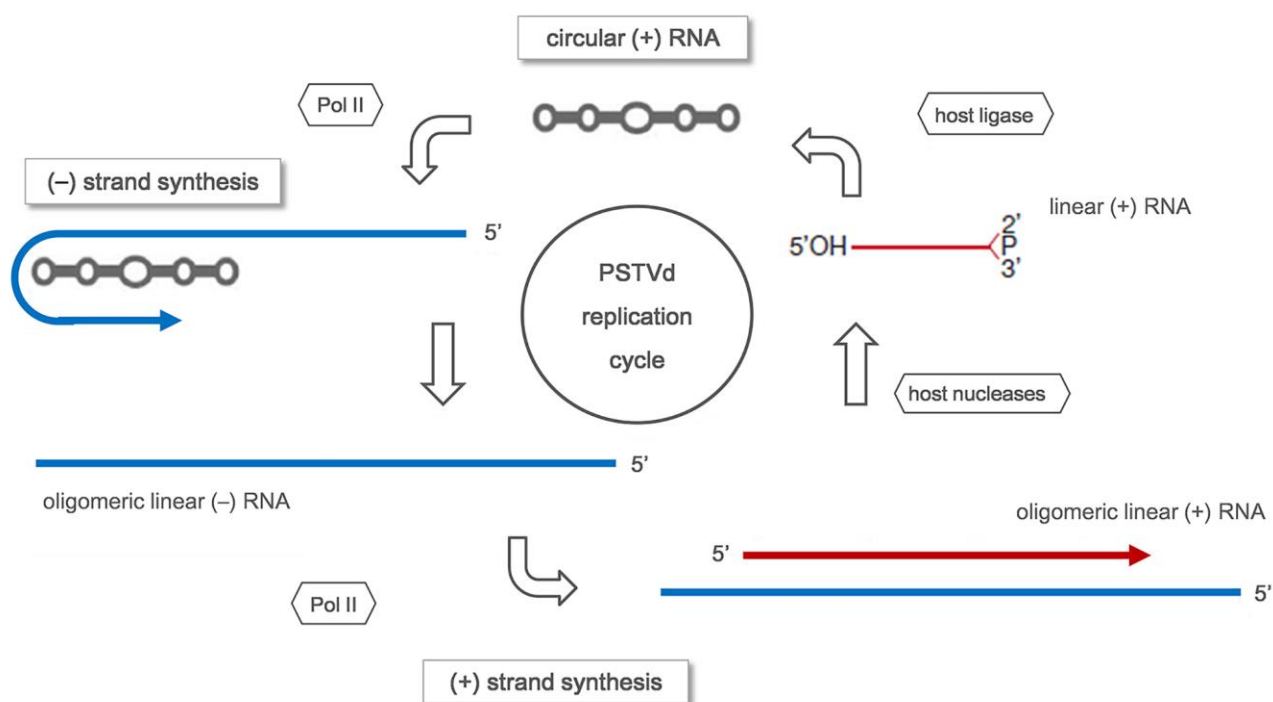 circular (+) RNA
Pol II
host ligase
(–) strand synthesis
linear (+) RNA
5’
5’OH
2’
P
3’
PSTVd
replication
cycle
host nucleases
5’
oligomeric linear (–) RNA
oligomeric linear (+) RNA
5’
5’
Pol II
(+) strand synthesis